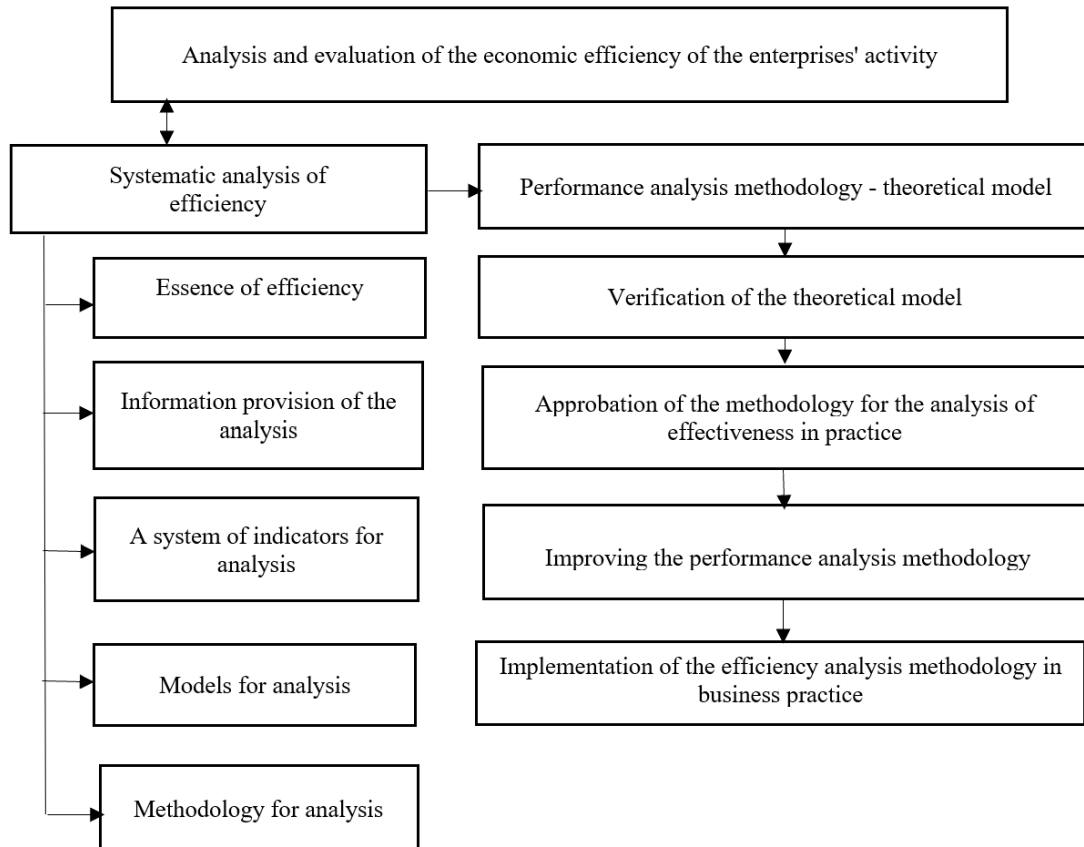 Analysis and evaluation of the economic efficiency of the enterprises' activity
Systematic analysis of
efficiency
Performance analysis methodology - theoretical model
Essence of efficiency
Verification of the theoretical model
Information provision of the
analysis
Approbation of the methodology for the analysis of
effectiveness in practice
A system of indicators for
analysis
Improving the performance analysis methodology
Models for analysis
Implementation of the efficiency analysis methodology in
business practice
Methodology for analysis